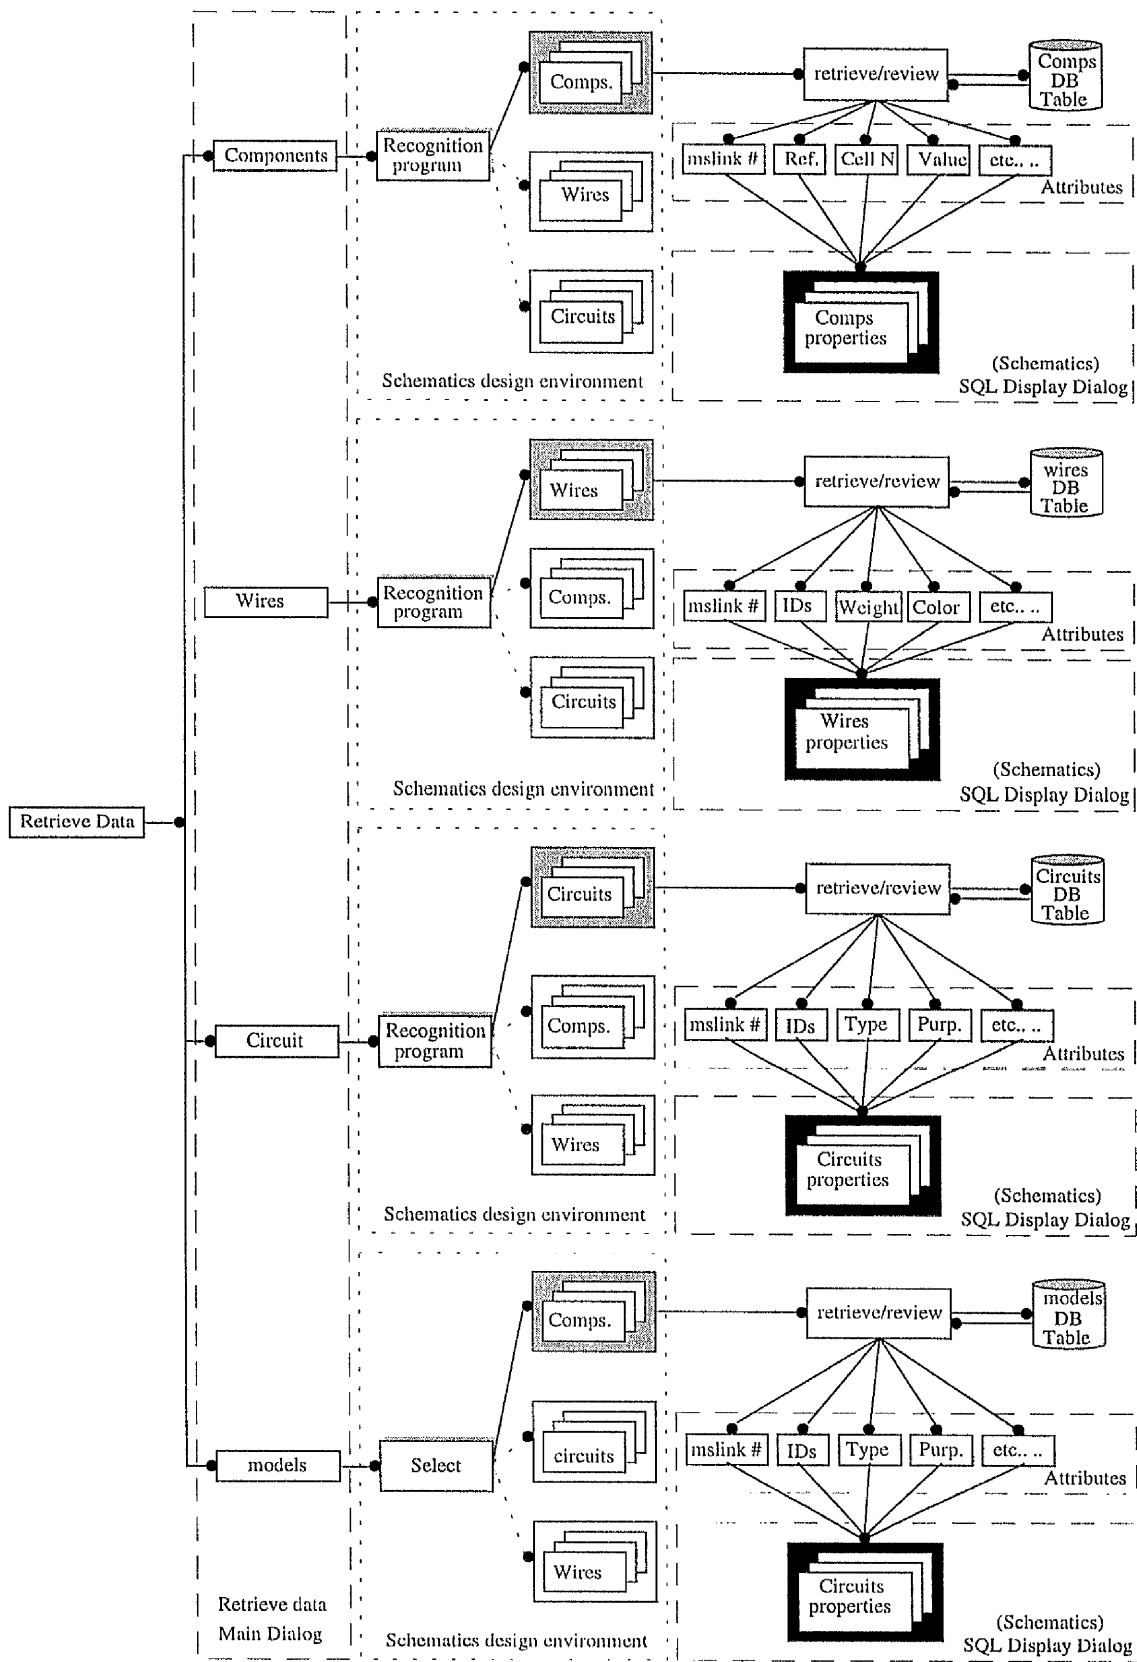 Comps.
retrieve/review
Comps
DB
Table
Components
Recognition
program
mslink #
Ref.
Cell N
Value
etc.. ..
Attributes
Wires
Circuits
Comps
properties
Schematics design environment
(Schematics)
SQL Display Dialog
Wires
retrieve/review
wires
DB
Table
Wires
Recognition
program
Comps.
mslink #
IDs
Weight
Color
etc.. ..
Attributes
Circuits
Wires
properties
Schematics design environment
(Schematics)
SQL Display Dialog
Retrieve Data
Circuits
retrieve/review
Circuits
DB
Table
Circuit
Recognition
program
Comps.
mslink #
IDs
Type
Purp.
etc.. ..
Attributes
Wires
Circuits
properties
Schematics design environment
(Schematics)
SQL Display Dialog
Comps.
retrieve/review
models
DB
Table
models
Select
circuits
mslink #
IDs
Type
Purp.
etc.. ..
Attributes
Wires
Circuits
properties
Retrieve data
Main Dialog
Schematics design environment
(Schematics)
SQL Display Dialog